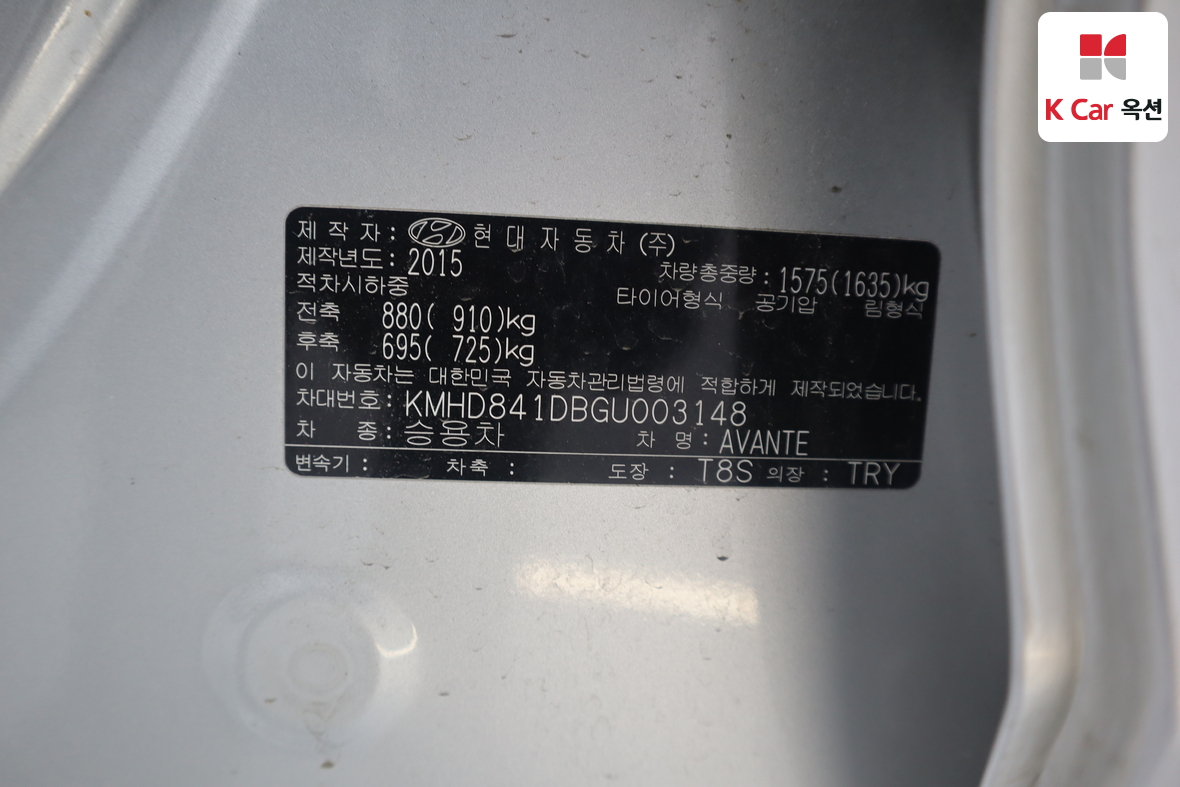 K Car 옥션
제 작 자 : 현 대 자 동 차 (주)
제작년도 : 2015 차량총중량 : 1575(1635)kg
적차시하중 타이어형식 공기압 림형식
전축 880( 910)kg
후축 695( 725)kg
이 자동차는 대한민국 자동차관리법령에 적합하게 제작되었습니다.
차대번호 : KMHD841DBGU003148
차 종 : 승용차 차 명 : AVANTE
변속기 : 차축 : 도장 : T8S 의장 : TRY